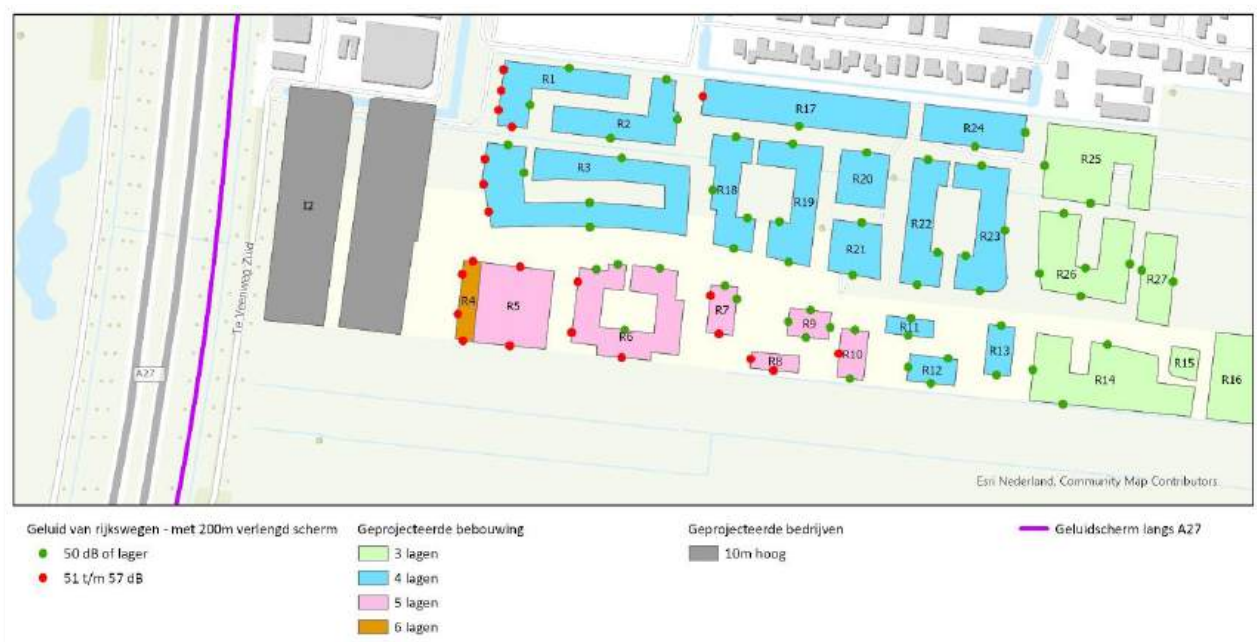 R1
R17
R2
R24
R25
R3
R20
R18
R19
I2
R22
R23
R21
R26
R27
Te Veenweg Zuid
R4
R5
R7
R9
R11
R6
R10
R13
R8
R12
R15
R14
R16
A27
Esri Nederland, Community Map Contributors
Geluid van rijkswegen - met 200m verlengd scherm
50 dB of lager
51 t/m 57 dB
Geprojecteerde bebouwing
3 lagen
4 lagen
5 lagen
6 lagen
Geprojecteerde bedrijven
10m hoog
Geluidscherm langs A27